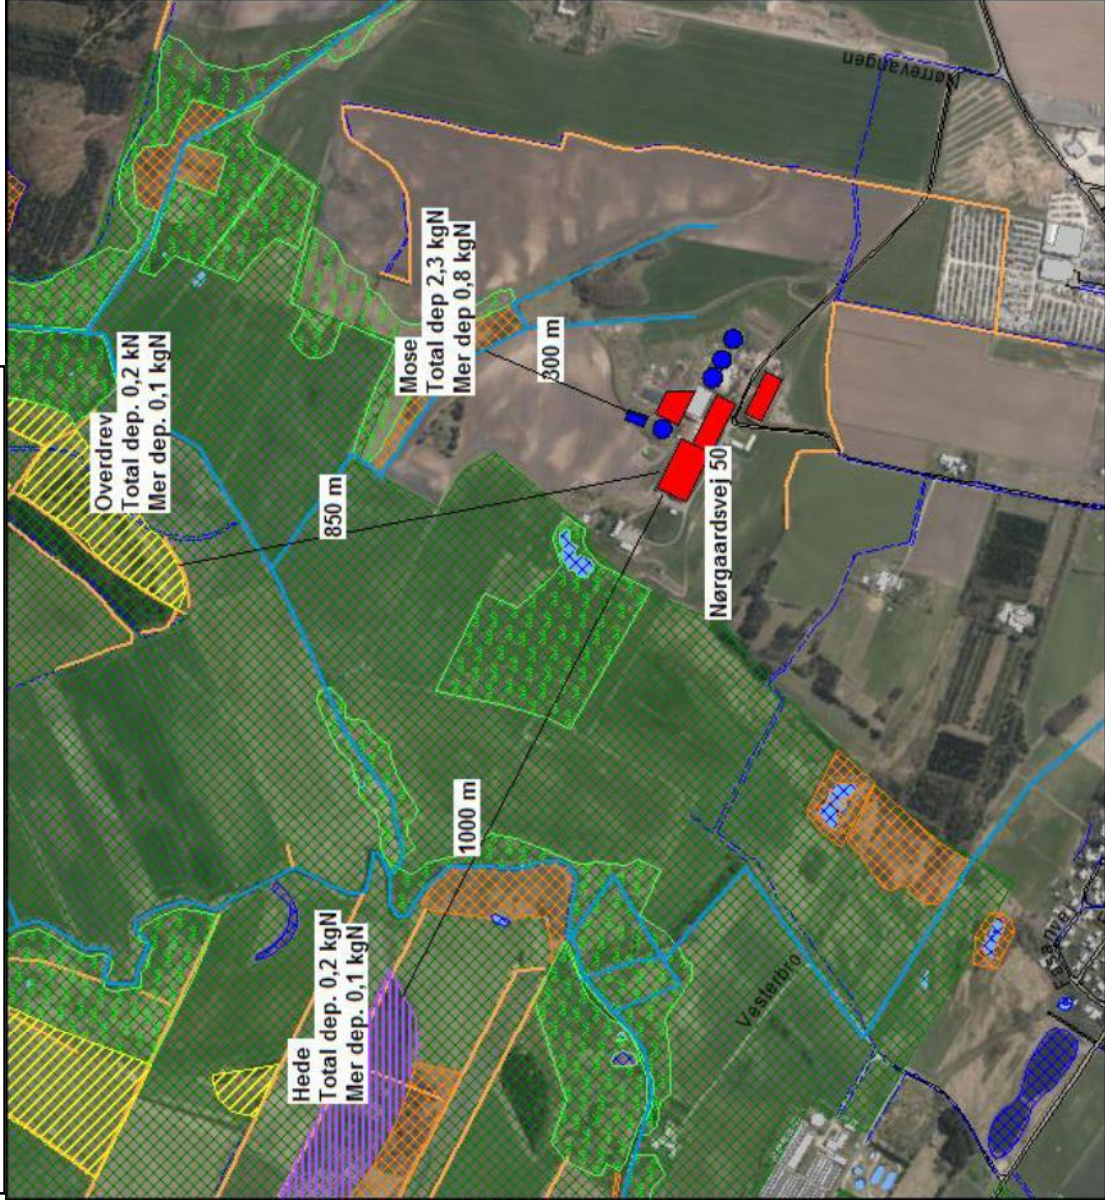 Overdrev
Total dep. 0,2 kN
Mer dep. 0,1 kgN
Hede
Total dep. 0,2 kgN
Mer dep. 0,1 kgN
850 m
Mose
Total dep 2,3 kgN
Mer dep 0,8 kgN
1000 m
300 m
Nørgaardsvej 50
Vesterbro
Nørrevangen